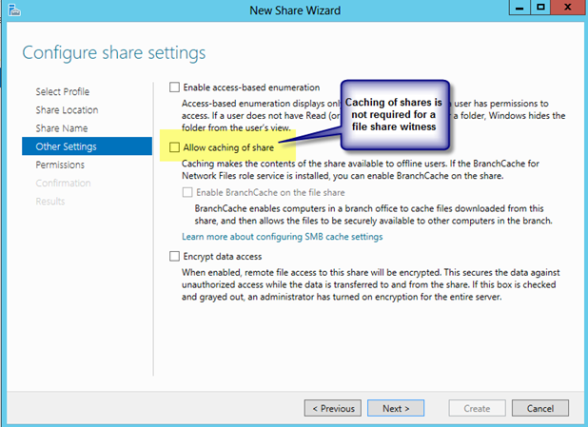 New Share Wizard
Configure share settings
Select Profile
Share Location
Share Name
Other Settings
Permissions
Confirmation
Results
Enable access-based enumeration
Access-based enumeration displays onl
user has permissions to
access. If a user does not have Read (or
a folder, Windows hides the
folder from the user's view.
Caching of shares is
not required for a
file share witness
Allow caching of share
Caching makes the contents of the share available to offline users. If the BranchCache for
Network Files role service is installed, you can enable BranchCache on the share.
Enable BranchCache on the file share
BranchCache enables computers in a branch office to cache files downloaded from this
share, and then allows the files to be securely available to other computers in the branch.
Learn more about configuring SMB cache settings
Encrypt data access
When enabled, remote file access to this share will be encrypted. This secures the data against
unauthorized access while the data is transferred to and from the share. If this box is checked
and grayed out, an administrator has turned on encryption for the entire server.
< Previous
Next >
Create
Cancel